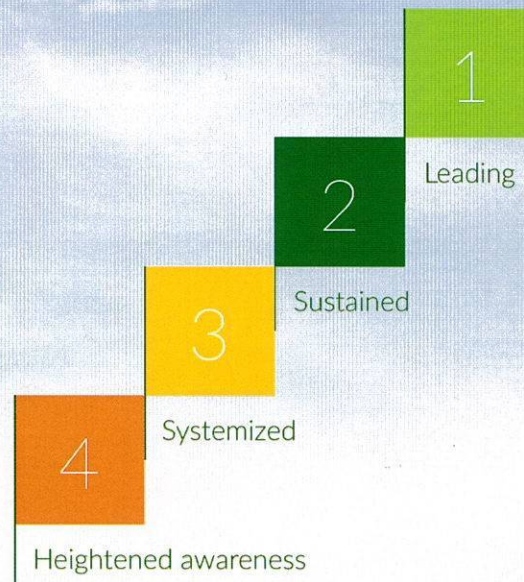 1
Leading
2
Sustained
3
Systemized
4
Heightened awareness